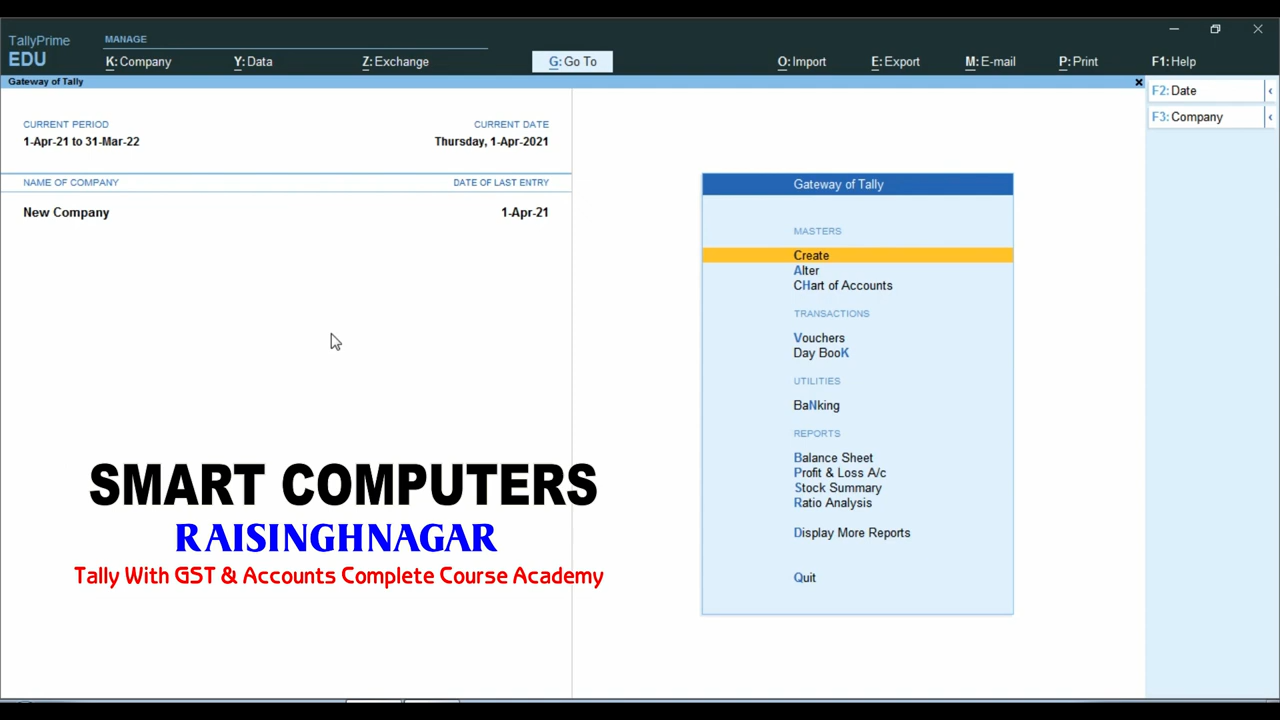 TallyPrime
EDU
MANAGE
K: Company
Y: Data
Z: Exchange
G: Go To
O: Import
E: Export
M: E-mail
P: Print
F1: Help
Gateway of Tally
F2: Date
F3: Company
CURRENT PERIOD
CURRENT DATE
1-Apr-21 to 31-Mar-22
Thursday, 1-Apr-2021
NAME OF COMPANY
DATE OF LAST ENTRY
New Company
1-Apr-21
Gateway of Tally
MASTERS
Create
Alter
CHart of Accounts
TRANSACTIONS
Vouchers
Day BooK
UTILITIES
BaNking
REPORTS
Balance Sheet
Profit & Loss A/c
Stock Summary
Ratio Analysis
Display More Reports
Quit
SMART COMPUTERS
RAISINGHNAGAR
Tally With GST & Accounts Complete Course Academy